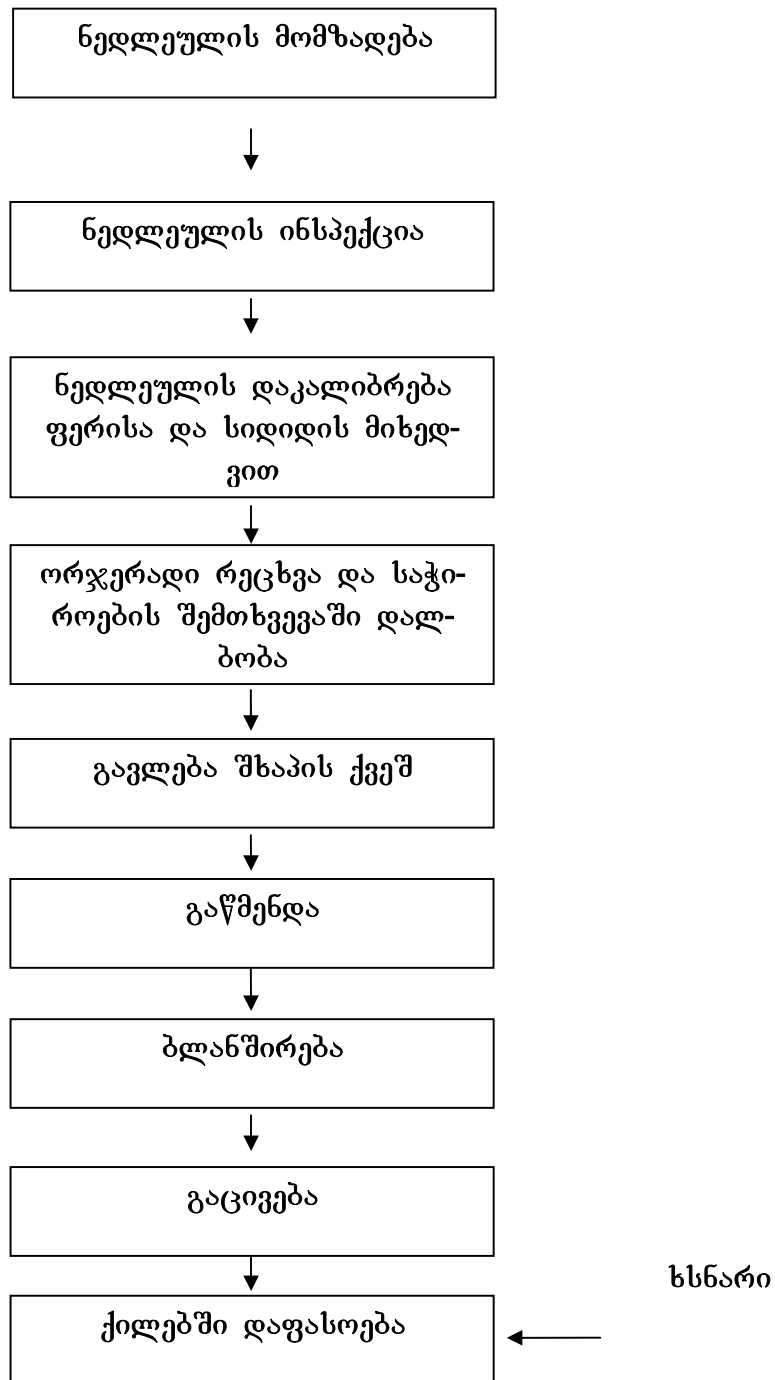 ნედლეულის მომზადება
ნედლეულის ინსპექცია
ნედლეულის დაკალიბრება
ფერისა და სიდიდის მიხედ-
ვით
ორჯერადი რეცხვა და საჭი-
როების შემთხვევაში დალ-
ბობა
გავლება შხაპის ქვეშ
გაწმენდა
ბლანშირება
გაცივება
ხსნარი
ქილებში დაფასოება